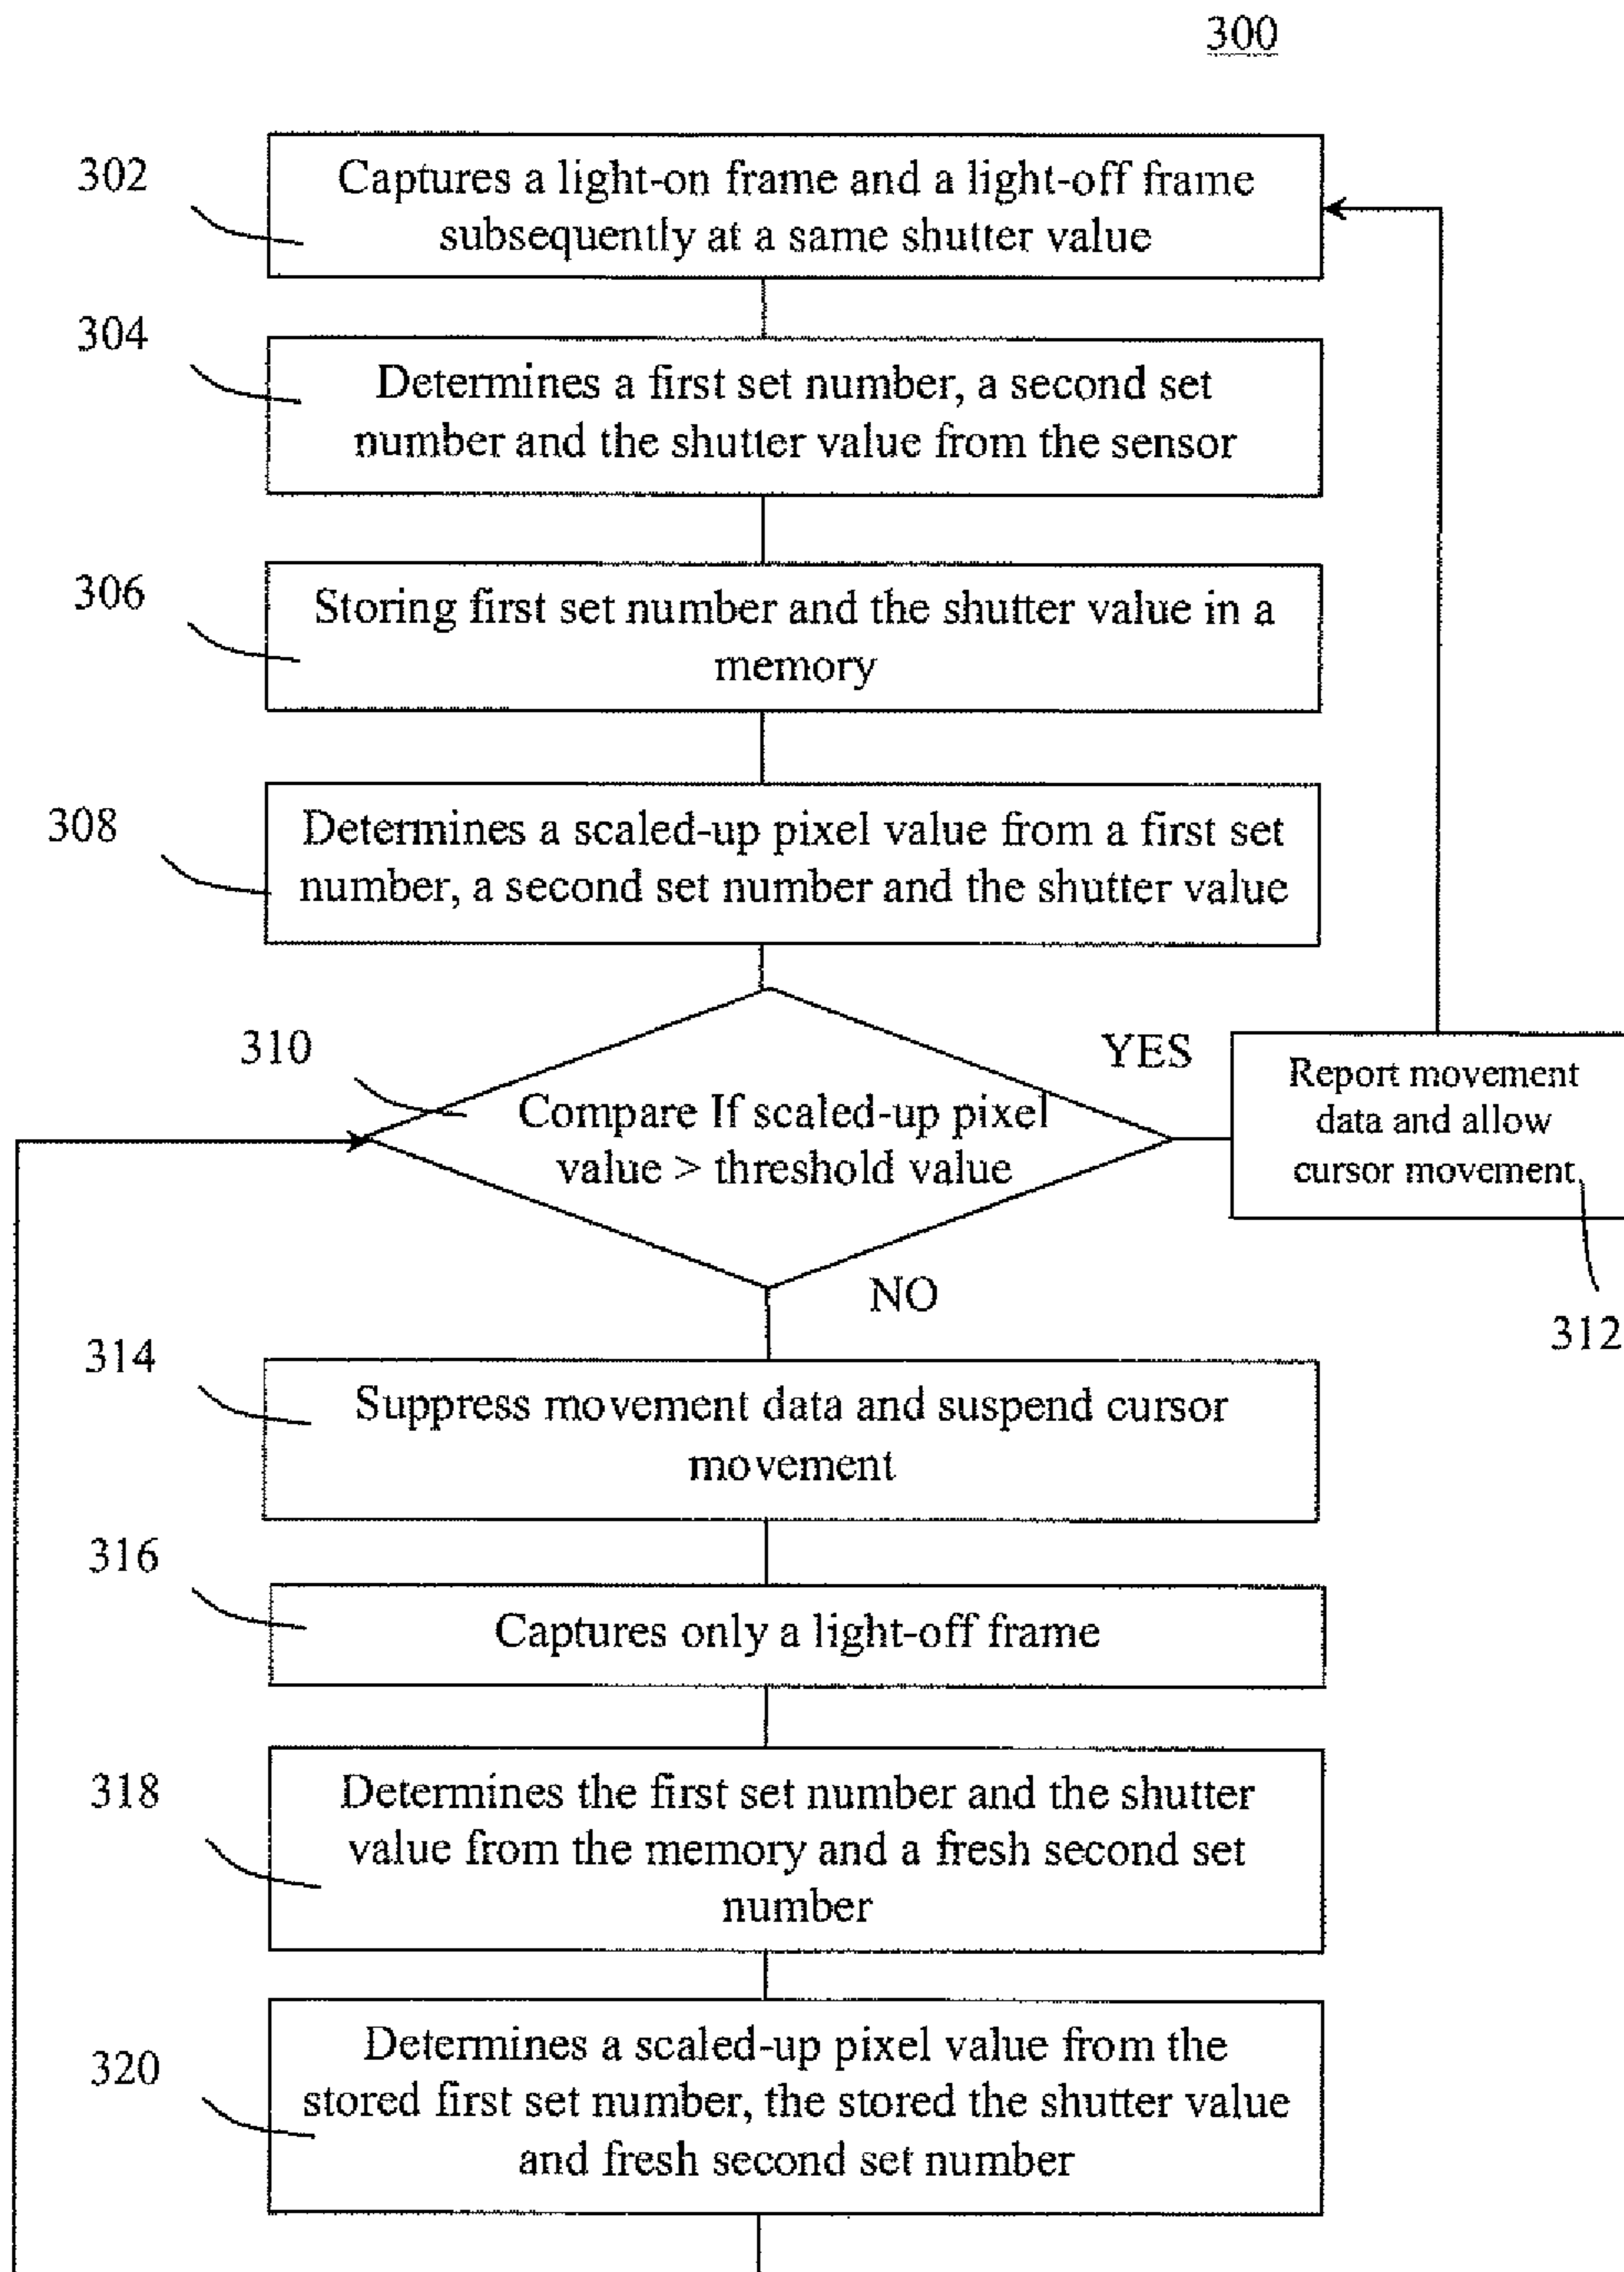 300
302
Captures a light-on frame and a light-off frame
subsequently at a same shutter value
304
Determines a first set number, a second set
number and the shutter value from the sensor
306
Storing first set number and the shutter value in a
memory
308
Determines a scaled-up pixel value from a first set
number, a second set number and the shutter value
310
Compare If scaled-up pixel
value > threshold value
YES
Report movement
data and allow
cursor movement.
312
NO
314
Suppress movement data and suspend cursor
movement
316
Captures only a light-off frame
318
Determines the first set number and the shutter
value from the memory and a fresh second set
number
320
Determines a scaled-up pixel value from the
stored first set number, the stored the shutter value
and fresh second set number